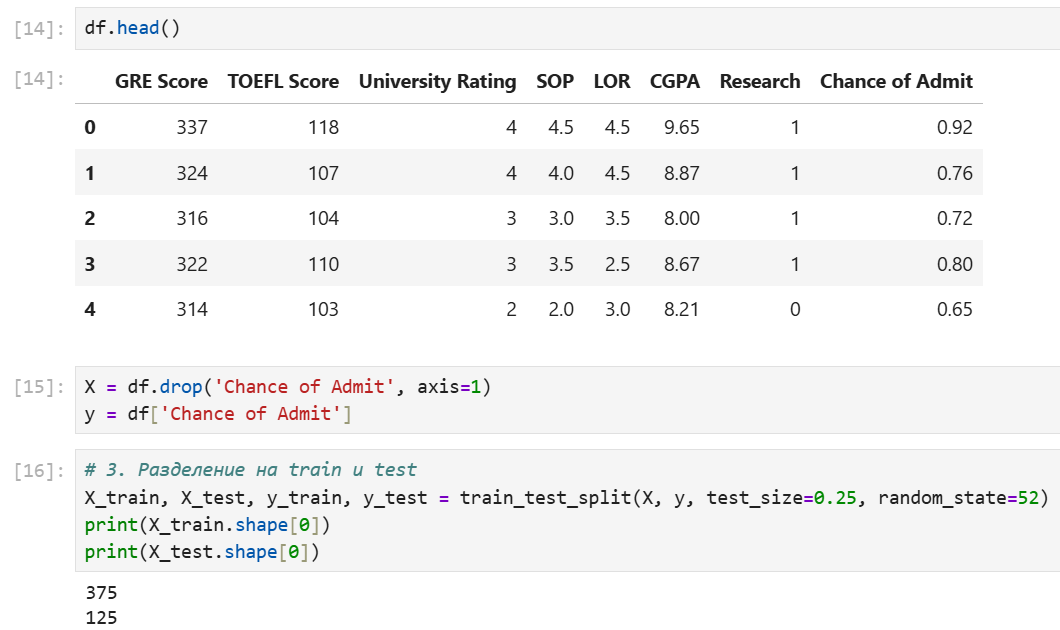 [14]: df.head()
[14]: GRE Score TOEFL Score University Rating SOP LOR CGPA Research Chance of Admit
0 337 118 4 4.5 4.5 9.65 1 0.92
1 324 107 4 4.0 4.5 8.87 1 0.76
2 316 104 3 3.0 3.5 8.00 1 0.72
3 322 110 3 3.5 2.5 8.67 1 0.80
4 314 103 2 2.0 3.0 8.21 0 0.65
[15]: X = df.drop('Chance of Admit', axis=1)
y = df['Chance of Admit']
[16]: # 3. Разделение на train и test
X_train, X_test, y_train, y_test = train_test_split(X, y, test_size=0.25, random_state=52)
print(X_train.shape[0])
print(X_test.shape[0])
375
125